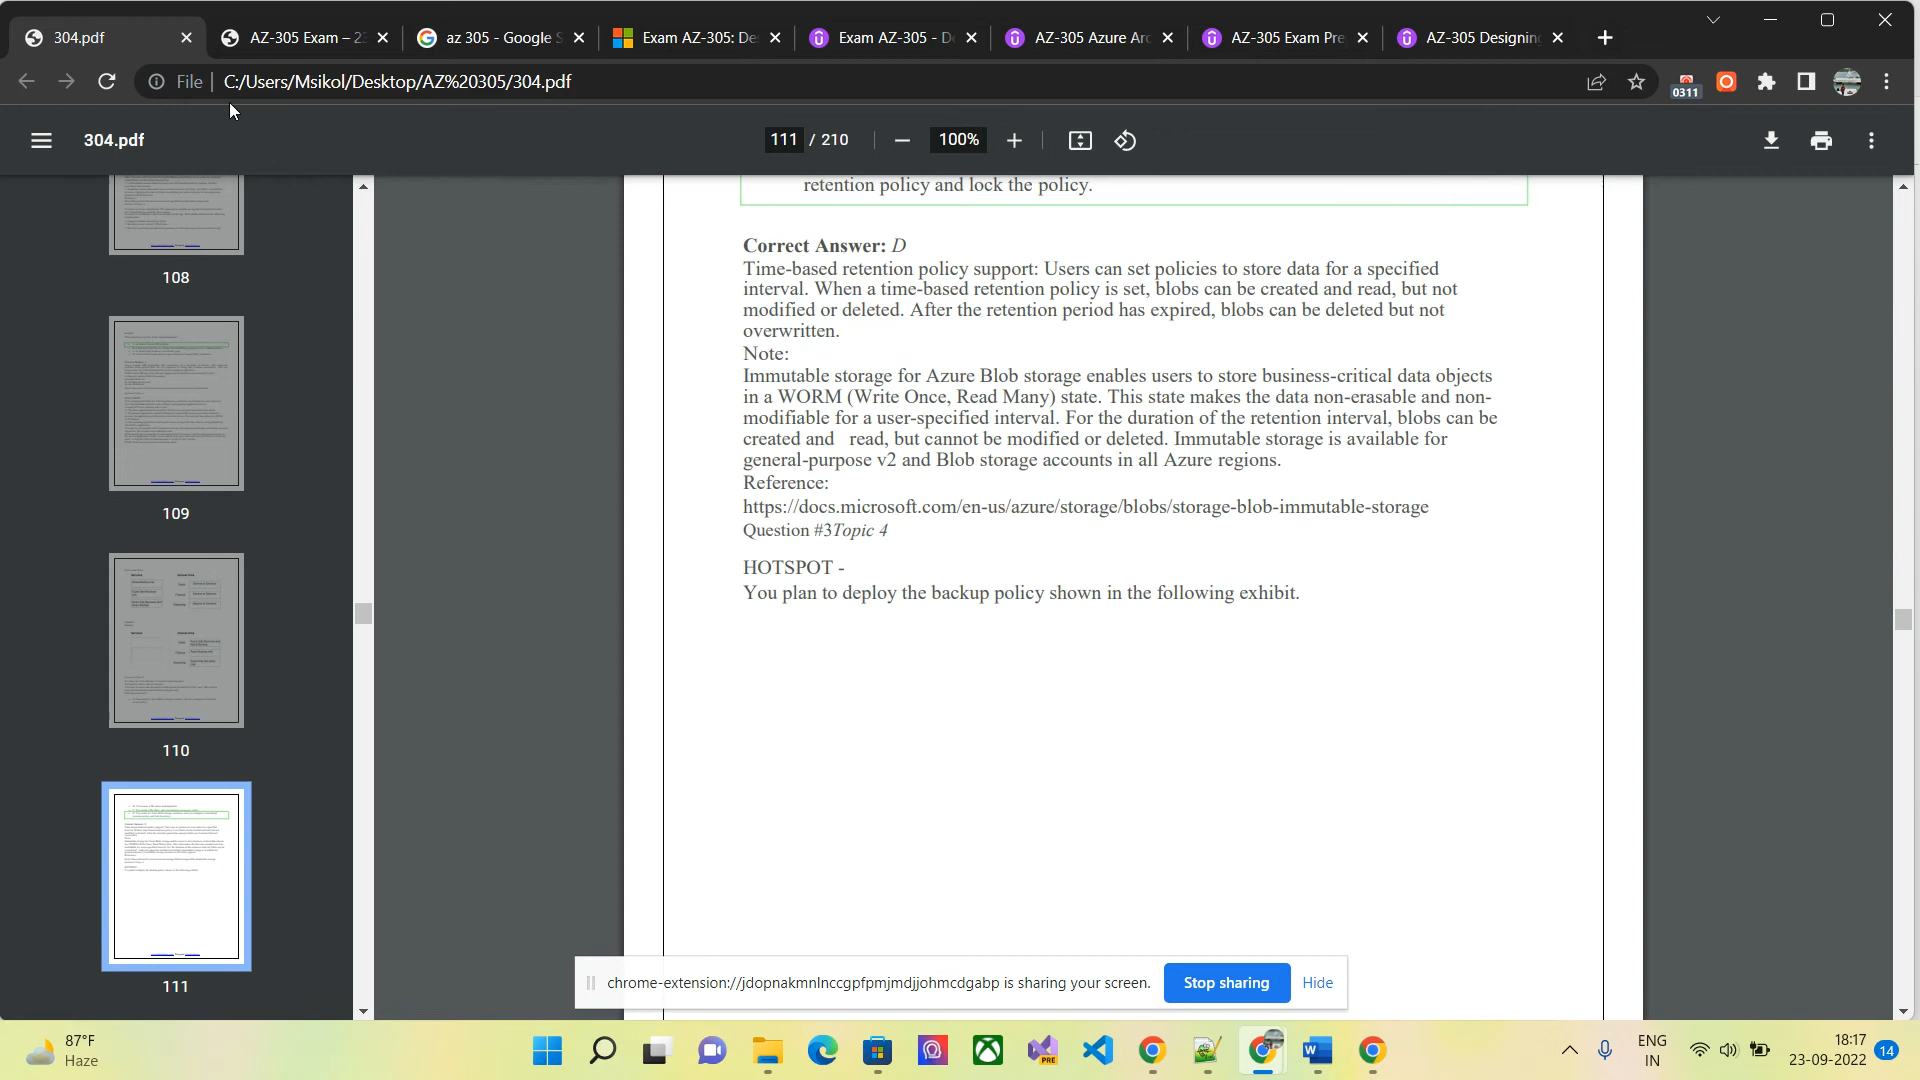 304.pdf
AZ-305 Exam – 23
az 305 - Google S
Exam AZ-305: De
Exam AZ-305 - D
AZ-305 Azure Arc
AZ-305 Exam Pre
AZ-305 Designin
File
C:/Users/Msikol/Desktop/AZ%20305/304.pdf
0311
304.pdf
111 / 210
100%
retention policy and lock the policy.
Correct Answer: D
Time-based retention policy support: Users can set policies to store data for a specified
interval. When a time-based retention policy is set, blobs can be created and read, but not
modified or deleted. After the retention period has expired, blobs can be deleted but not
overwritten.
Note:
Immutable storage for Azure Blob storage enables users to store business-critical data objects
in a WORM (Write Once, Read Many) state. This state makes the data non-erasable and non-
modifiable for a user-specified interval. For the duration of the retention interval, blobs can be
created and   read, but cannot be modified or deleted. Immutable storage is available for
general-purpose v2 and Blob storage accounts in all Azure regions.
Reference:
https://docs.microsoft.com/en-us/azure/storage/blobs/storage-blob-immutable-storage
Question #3Topic 4
HOTSPOT -
You plan to deploy the backup policy shown in the following exhibit.
108
109
110
111
chrome-extension://jdopnakmnlnccgpfpmjmdjjohmcdgabp is sharing your screen.
Stop sharing
Hide
87°F
Haze
PRE
ENG
IN
18:17
23-09-2022
14